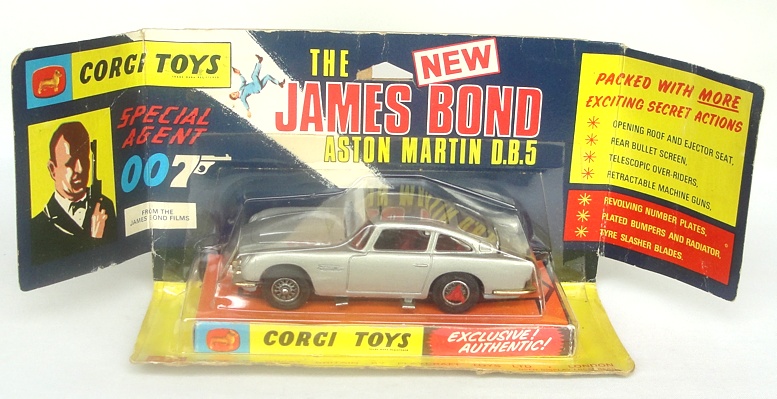 CORGI TOYS
SPECIAL
AGENT
007
FROM THE
JAMES BOND FILMS
THE
NEW
JAMES BOND
ASTON MARTIN D.B.5
PACKED WITH MORE
EXCITING SECRET ACTIONS
* OPENING ROOF AND EJECTOR SEAT.
* REAR BULLET SCREEN.
* TELESCOPIC OVER-RIDERS.
* RETRACTABLE MACHINE GUNS.
* REVOLVING NUMBER PLATES.
* PLATED BUMPERS AND RADIATOR.
* TYRE SLASHER BLADES.
CORGI TOYS
EXCLUSIVE!
AUTHENTIC!
LONDON